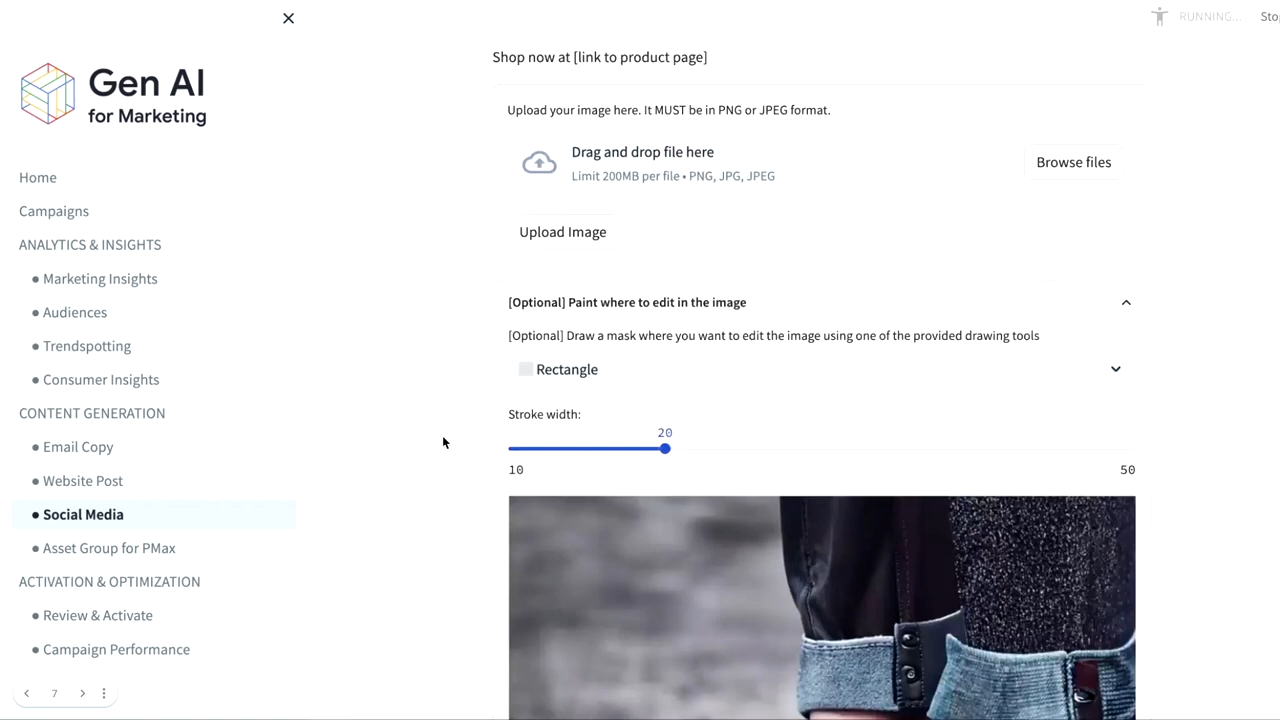 RUNNING...
Gen AI
for Marketing
Home
Campaigns
ANALYTICS & INSIGHTS
● Marketing Insights
● Audiences
● Trendspotting
● Consumer Insights
CONTENT GENERATION
● Email Copy
● Website Post
● Social Media
● Asset Group for PMax
ACTIVATION & OPTIMIZATION
● Review & Activate
● Campaign Performance
7
Shop now at [link to product page]
Upload your image here. It MUST be in PNG or JPEG format.
Drag and drop file here
Limit 200MB per file • PNG, JPG, JPEG
Browse files
Upload Image
[Optional] Paint where to edit in the image
[Optional] Draw a mask where you want to edit the image using one of the provided drawing tools
Rectangle
Stroke width:
20
10
50